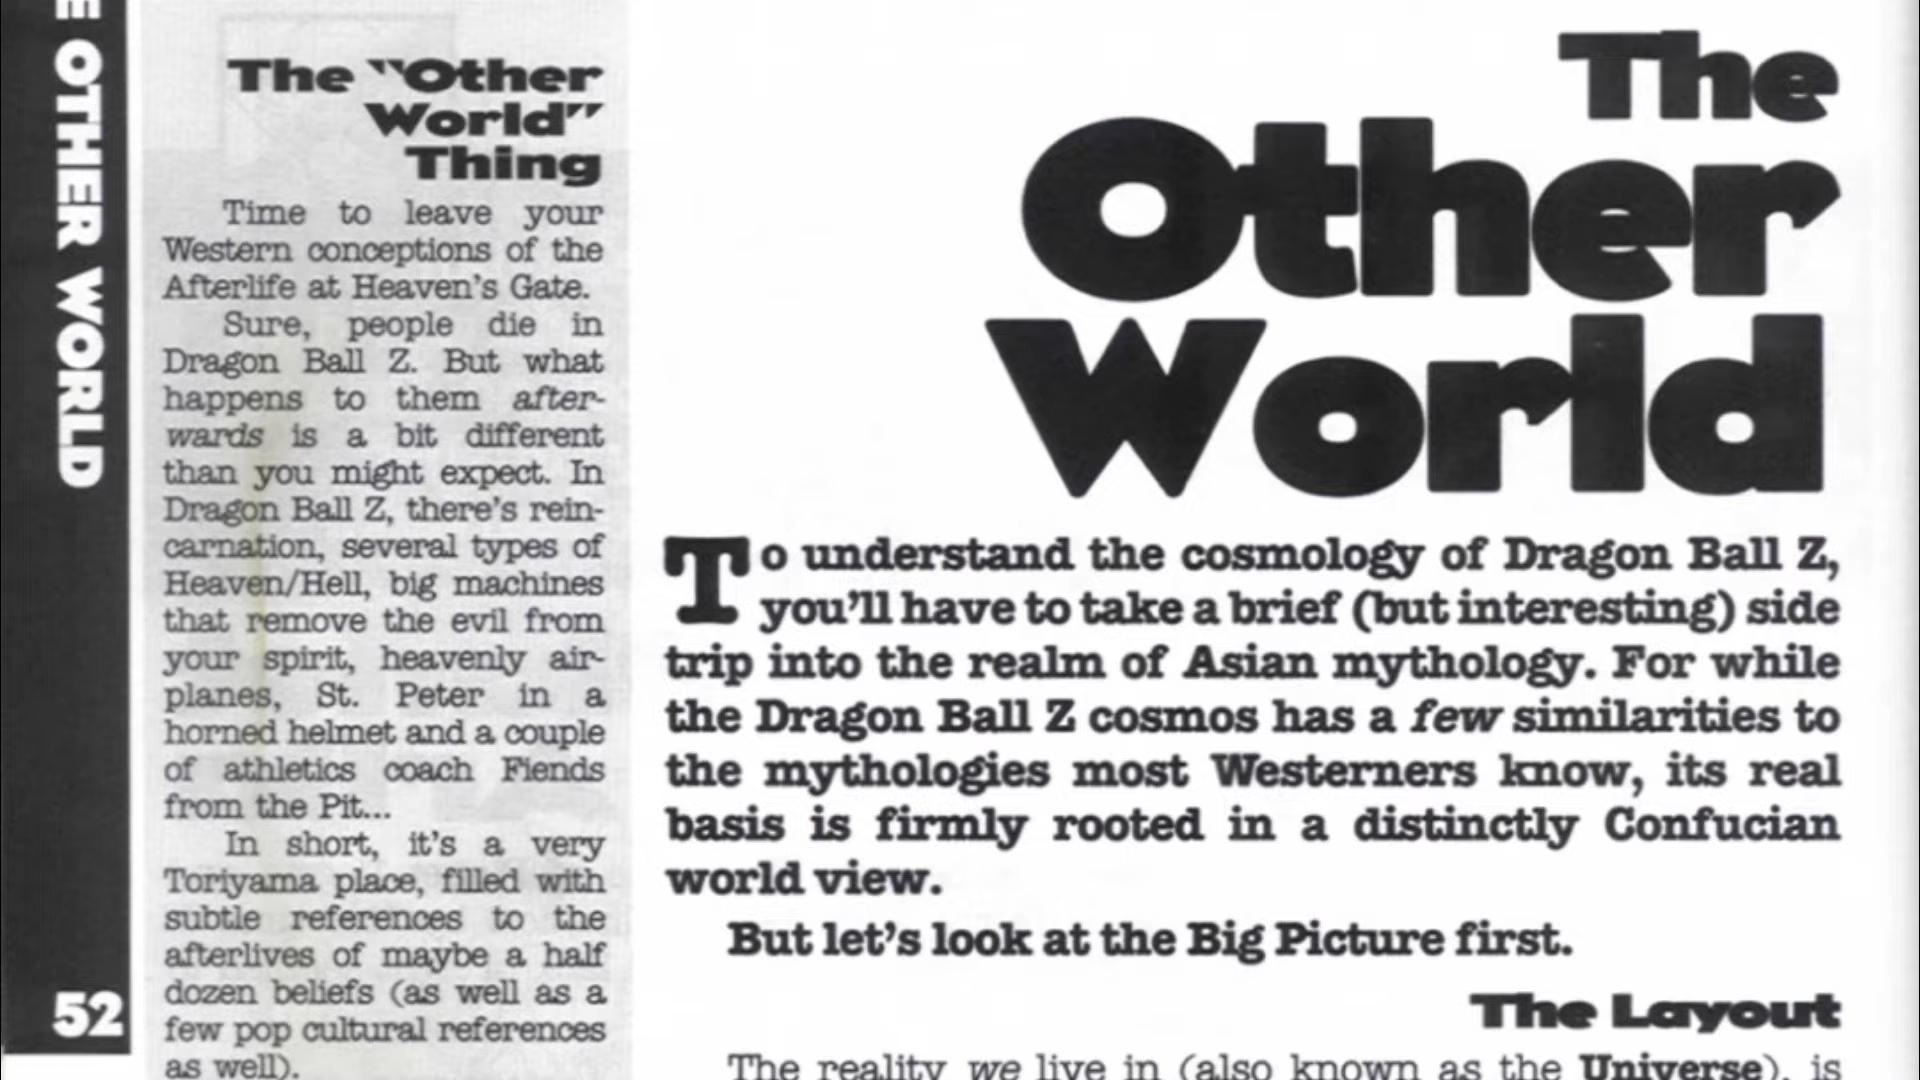 E OTHER WORLD
52
The "Other
World"
Thing
Time to leave your
Western conceptions of the
Afterlife at Heaven's Gate.
Sure, people die in
Dragon Ball Z. But what
happens to them after-
wards is a bit different
than you might expect. In
Dragon Ball Z, there's rein-
carnation, several types of
Heaven/Hell, big machines
that remove the evil from
your spirit, heavenly air-
planes, St. Peter in a
horned helmet and a couple
of athletics coach Fiends
from the Pit...
In short, it's a very
Toriyama place, filled with
subtle references to the
afterlives of maybe a half
dozen beliefs (as well as a
few pop cultural references
as well).
The
Other
World
To understand the cosmology of Dragon Ball Z,
you'll have to take a brief (but interesting) side
trip into the realm of Asian mythology. For while
the Dragon Ball Z cosmos has a few similarities to
the mythologies most Westerners know, its real
basis is firmly rooted in a distinctly Confucian
world view.
But let's look at the Big Picture first.
The Layout
The reality we live in (also known as the Universe), is